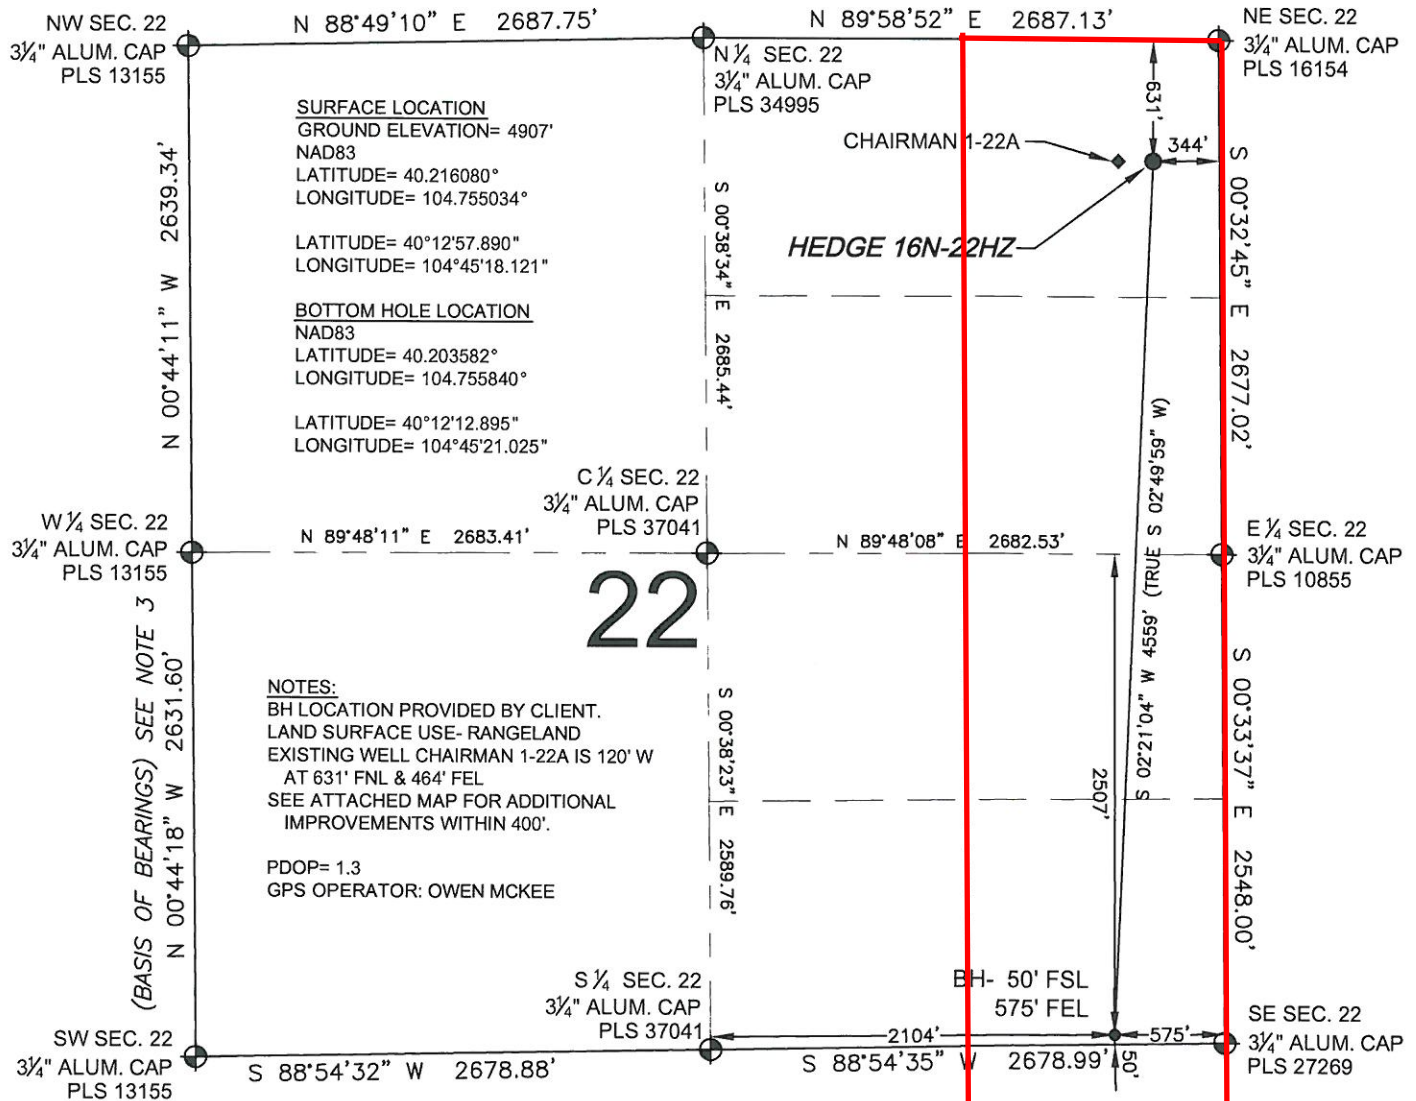 NW SEC. 22
3¼" ALUM. CAP
PLS 13155
N 88°49'10" E 2687.75'
N ¼ SEC. 22
3¼" ALUM. CAP
PLS 34995
N 89°58'52" E 2687.13'
NE SEC. 22
3¼" ALUM. CAP
PLS 16154
SURFACE LOCATION
GROUND ELEVATION= 4907'
NAD83
LATITUDE= 40.216080°
LONGITUDE= 104.755034°
LATITUDE= 40°12'57.890"
LONGITUDE= 104°45'18.121"
BOTTOM HOLE LOCATION
NAD83
LATITUDE= 40.203582°
LONGITUDE= 104.755840°
LATITUDE= 40°12'12.895"
LONGITUDE= 104°45'21.025"
N 00°44'11" W 2639.34'
S 00°38'34" E 2685.44'
CHAIRMAN 1-22A
631'
344'
HEDGE 16N-22HZ
S 00°32'45" E 2677.02'
W ¼ SEC. 22
3¼" ALUM. CAP
PLS 13155
N 89°48'11" E 2683.41'
C ¼ SEC. 22
3¼" ALUM. CAP
PLS 37041
N 89°48'08" E 2682.53'
E ¼ SEC. 22
3¼" ALUM. CAP
PLS 10855
22
S 02°21'04" W 4559' (TRUE S 02°49'59" W)
(BASIS OF BEARINGS) SEE NOTE 3
N 00°44'18" W 2631.60'
NOTES:
BH LOCATION PROVIDED BY CLIENT.
LAND SURFACE USE- RANGELAND
EXISTING WELL CHAIRMAN 1-22A IS 120' W
AT 631' FNL & 464' FEL
SEE ATTACHED MAP FOR ADDITIONAL
IMPROVEMENTS WITHIN 400'.
PDOP= 1.3
GPS OPERATOR: OWEN MCKEE
S 00°38'23" E 2589.76'
2507'
S 00°33'37" E 2548.00'
BH- 50' FSL
575' FEL
S ¼ SEC. 22
3¼" ALUM. CAP
PLS 37041
2104'
575'
50'
SW SEC. 22
3¼" ALUM. CAP
PLS 13155
S 88°54'32" W 2678.88'
S 88°54'35" W 2678.99'
SE SEC. 22
3¼" ALUM. CAP
PLS 27269